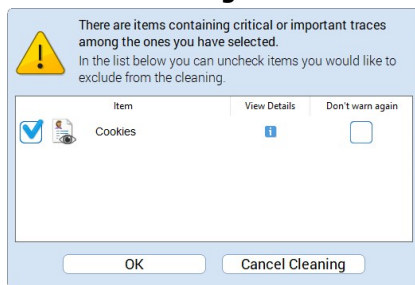 There are items containing critical or important traces
among the ones you have selected.
In the list below you can uncheck items you would like to
exclude from the cleaning.
Item View Details Don't warn again
Cookies
OK Cancel Cleaning